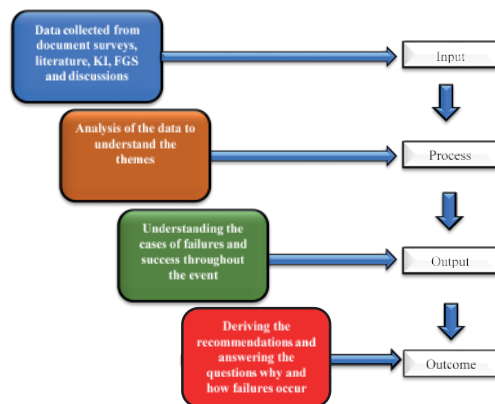 Data collected from
document surveys,
literature, KI, FGS
and discussions
Input
Analysis of the data to
understand the
themes
Process
Understanding the
cases of failures and
success throughout
the event
Output
Deriving the
recommendations and
answering the
questions why and
how failures occur
Outcome